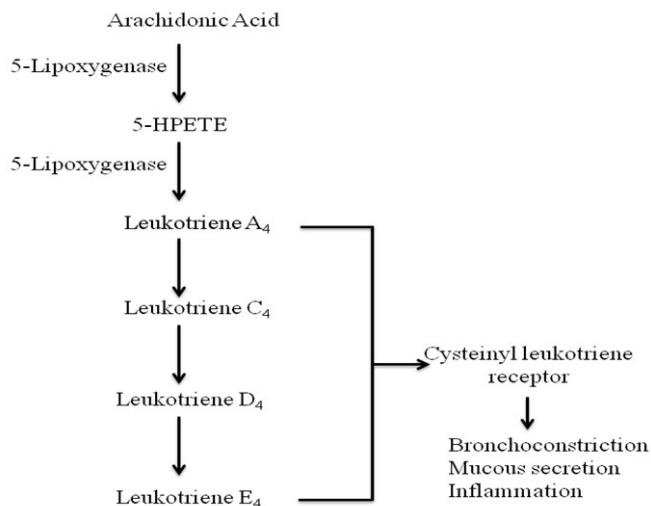 Arachidonic Acid
5-Lipoxygenase
5-HPETE
5-Lipoxygenase
Leukotriene A₄
Leukotriene C₄
Leukotriene D₄
Leukotriene E₄
Cysteinyl leukotriene
receptor
Bronchoconstriction
Mucous secretion
Inflammation